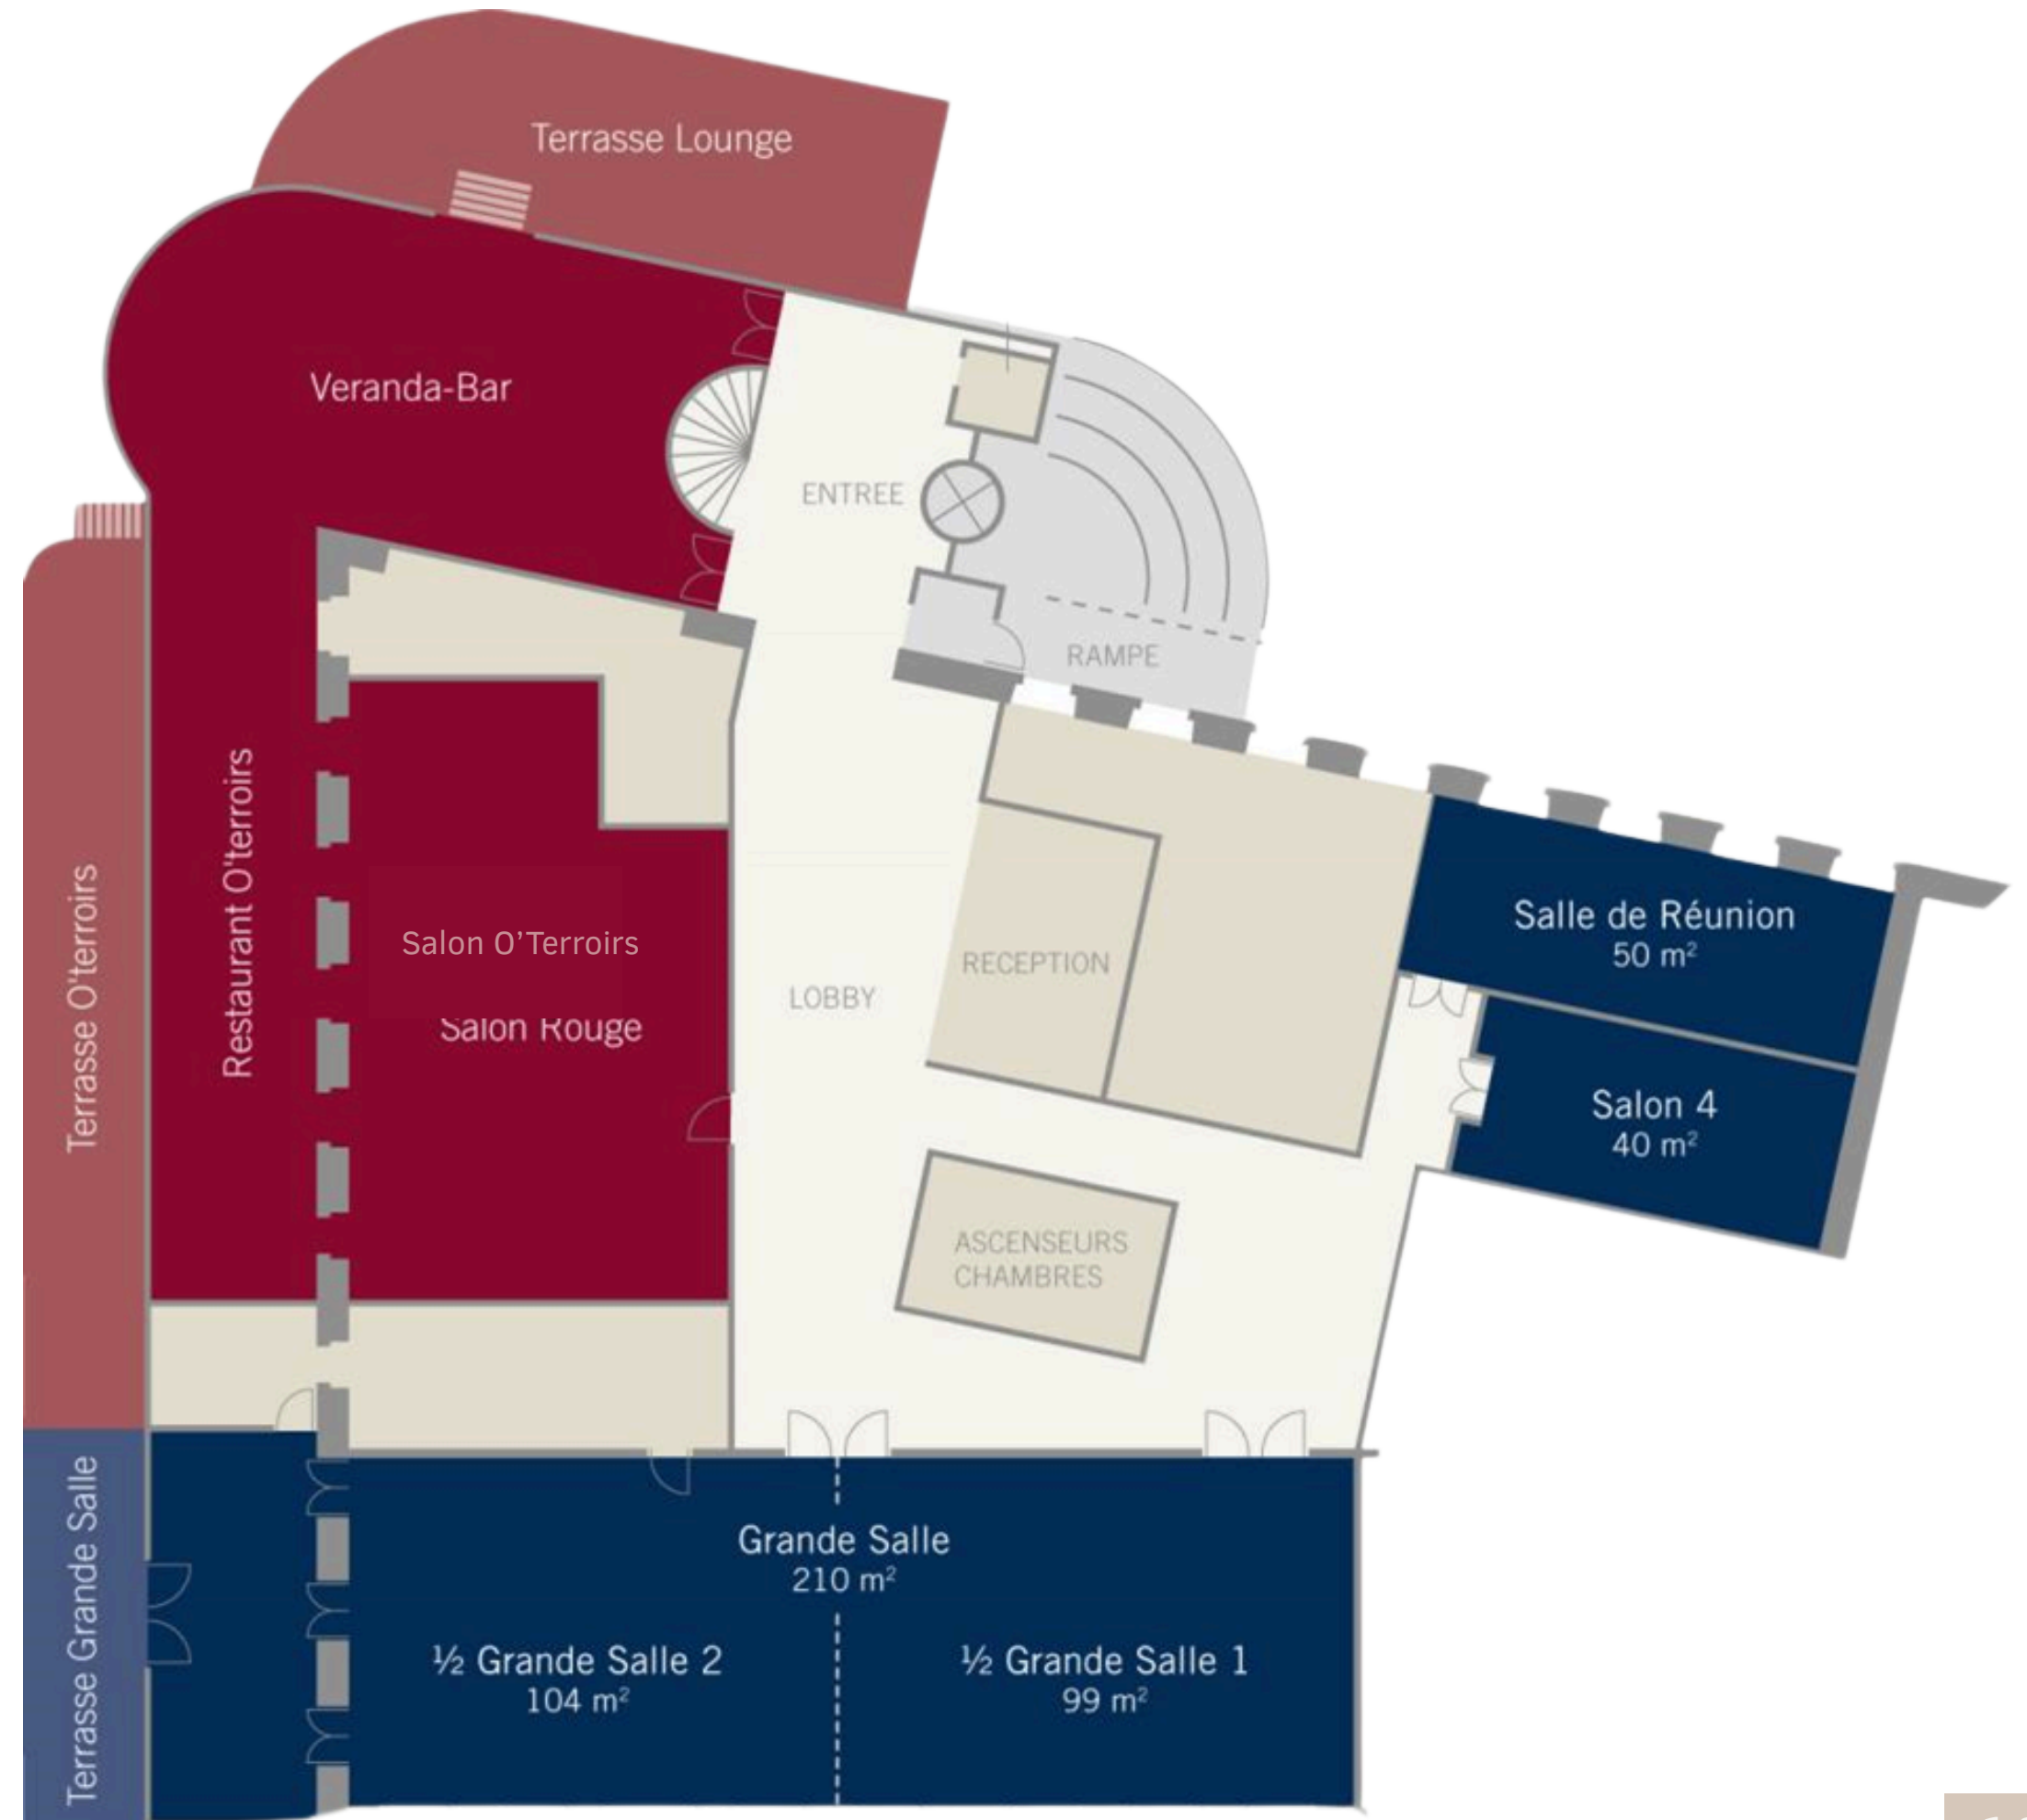 Terrasse Lounge
Veranda-Bar
ENTREE
RAMPE
Terrasse O'terroirs
Restaurant O'terroirs
Salon O’Terroirs
Salon Rouge
LOBBY
RECEPTION
Salle de Réunion
50 m²
Salon 4
40 m²
ASCENSEURS
CHAMBRES
Terrasse Grande Salle
Grande Salle
210 m²
½ Grande Salle 2
104 m²
½ Grande Salle 1
99 m²